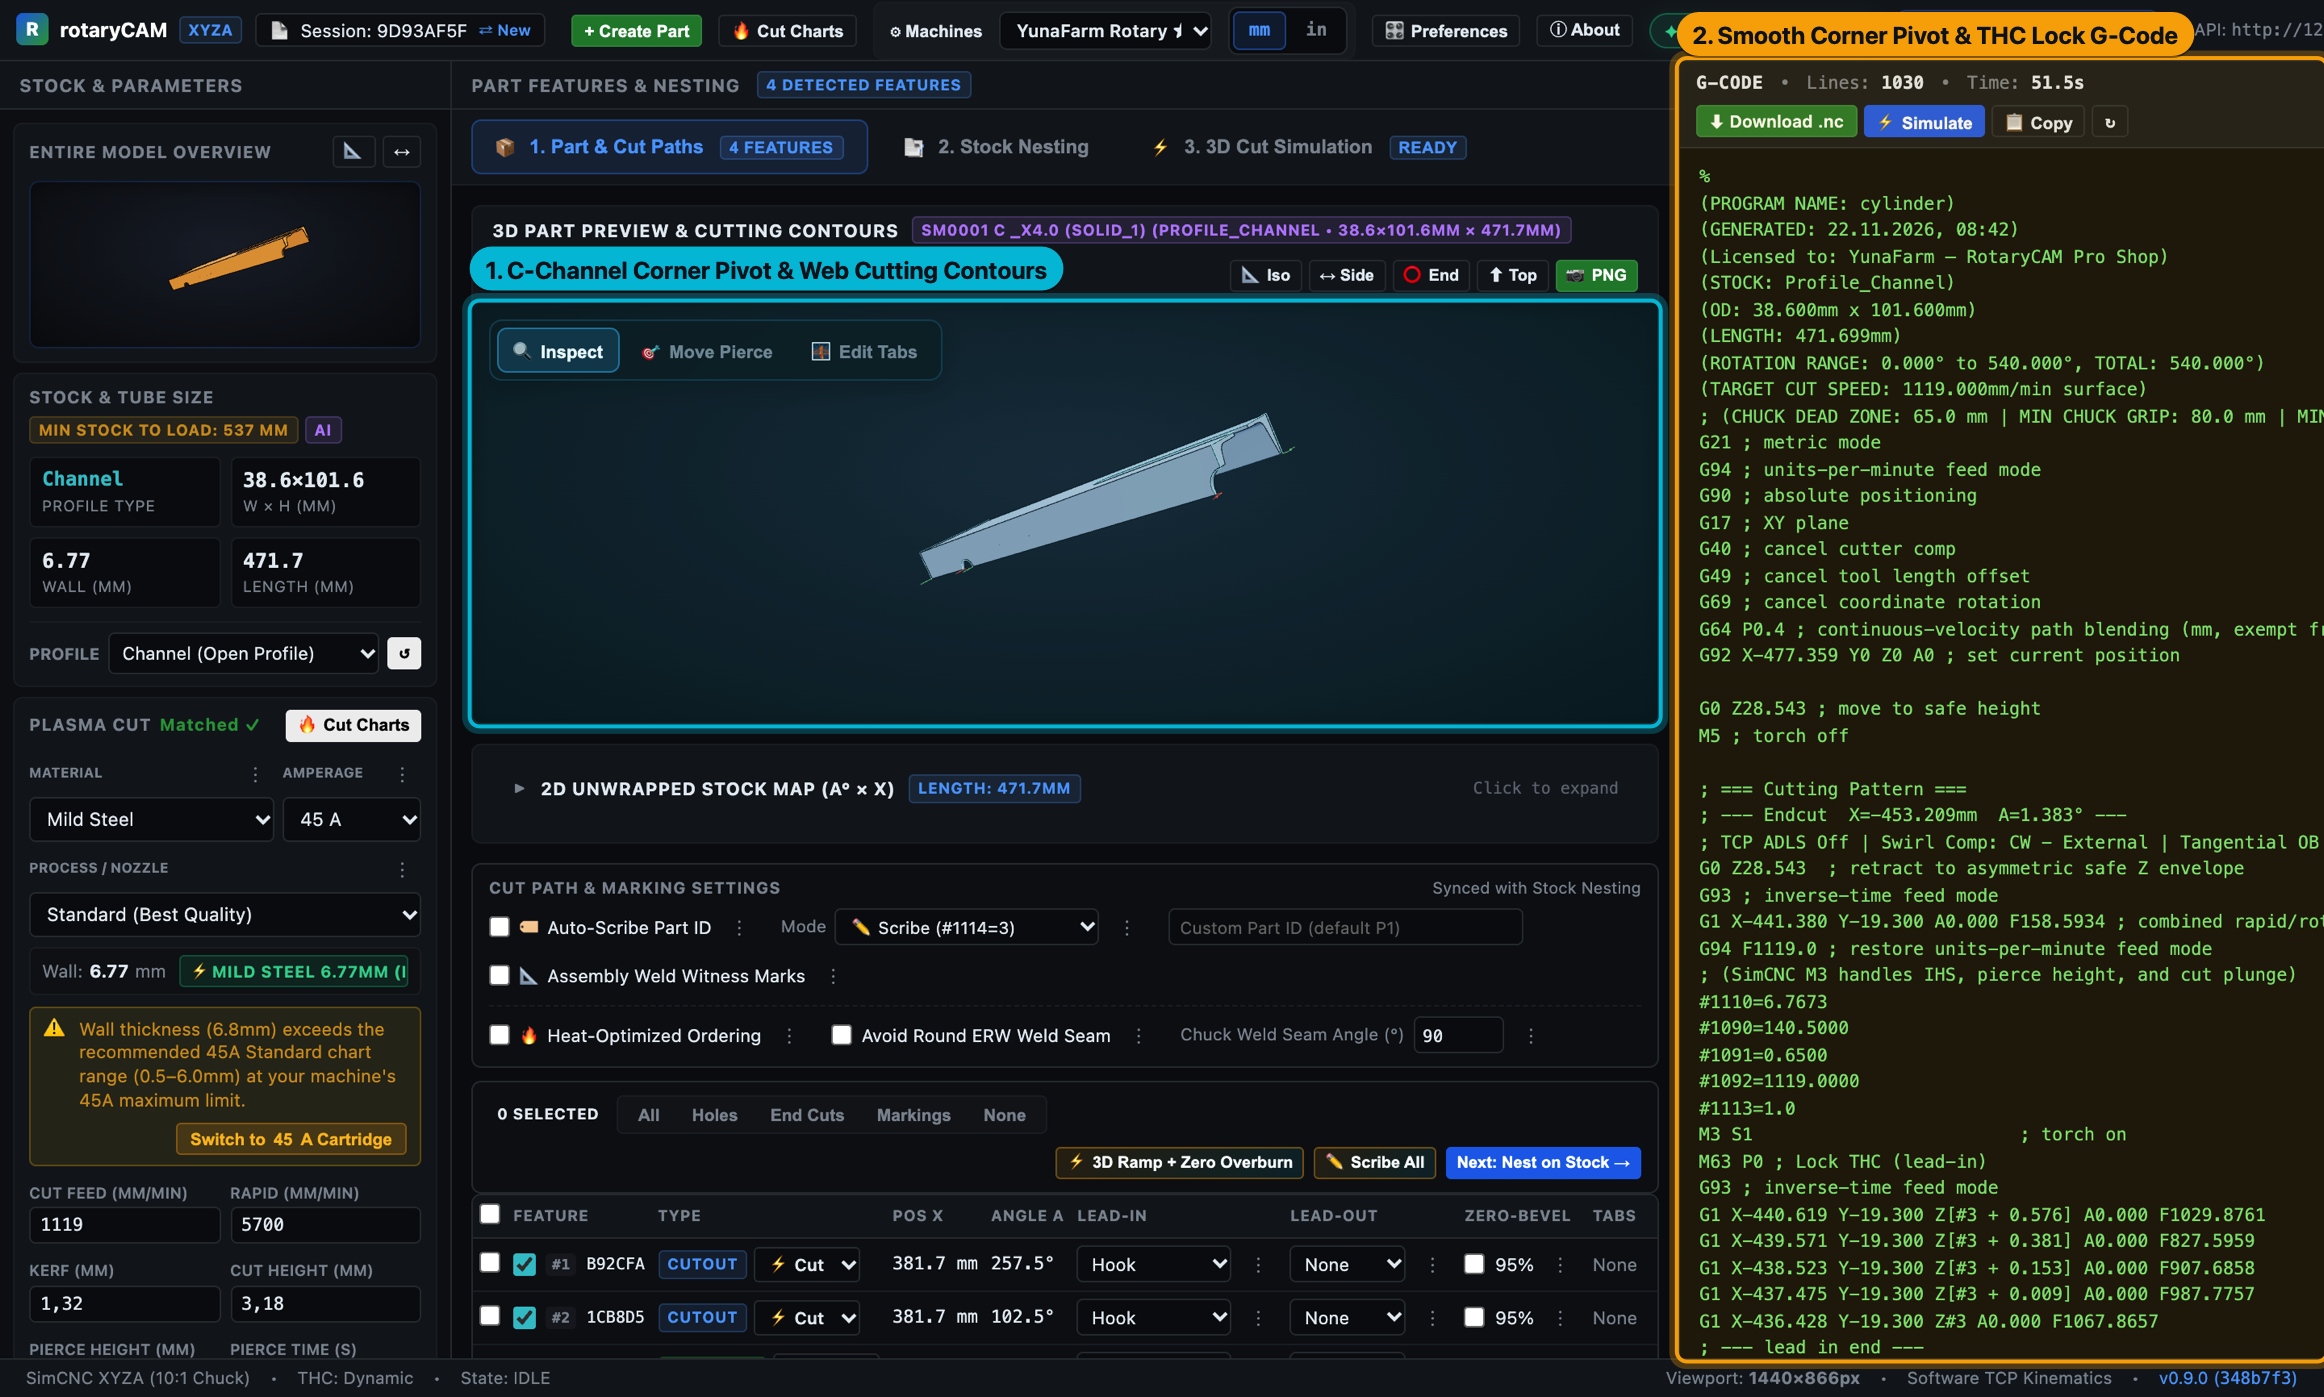 R rotaryCAM XYZA Session: 9D93AF5F ⇄ New + Create Part Cut Charts Machines YunaFarm Rotary mm in Preferences ⓘ About API: http://12
2. Smooth Corner Pivot & THC Lock G-Code
STOCK & PARAMETERS
ENTIRE MODEL OVERVIEW
STOCK & TUBE SIZE
MIN STOCK TO LOAD: 537 MM AI
Channel 38.6×101.6
PROFILE TYPE W × H (MM)
6.77 471.7
WALL (MM) LENGTH (MM)
PROFILE Channel (Open Profile)
PLASMA CUT Matched ✓ Cut Charts
MATERIAL AMPERAGE
Mild Steel 45 A
PROCESS / NOZZLE
Standard (Best Quality)
Wall: 6.77 mm MILD STEEL 6.77MM (I
Wall thickness (6.8mm) exceeds the
recommended 45A Standard chart
range (0.5–6.0mm) at your machine's
45A maximum limit.
Switch to 45 A Cartridge
CUT FEED (MM/MIN) RAPID (MM/MIN)
1119 5700
KERF (MM) CUT HEIGHT (MM)
1,32 3,18
PIERCE HEIGHT (MM) PIERCE TIME (S)
PART FEATURES & NESTING 4 DETECTED FEATURES
1. Part & Cut Paths 4 FEATURES 2. Stock Nesting 3. 3D Cut Simulation READY
3D PART PREVIEW & CUTTING CONTOURS SM0001 C _X4.0 (SOLID_1) (PROFILE_CHANNEL • 38.6×101.6MM × 471.7MM)
1. C-Channel Corner Pivot & Web Cutting Contours
Iso ↔ Side End Top PNG
Inspect Move Pierce Edit Tabs
2D UNWRAPPED STOCK MAP (A° × X) LENGTH: 471.7MM Click to expand
CUT PATH & MARKING SETTINGS Synced with Stock Nesting
Auto-Scribe Part ID Mode Scribe (#1114=3) Custom Part ID (default P1)
Assembly Weld Witness Marks
Heat-Optimized Ordering Avoid Round ERW Weld Seam Chuck Weld Seam Angle (°) 90
0 SELECTED All Holes End Cuts Markings None
3D Ramp + Zero Overburn Scribe All Next: Nest on Stock →
FEATURE TYPE POS X ANGLE A LEAD-IN LEAD-OUT ZERO-BEVEL TABS
#1 B92CFA CUTOUT Cut 381.7 mm 257.5° Hook None 95% None
#2 1CB8D5 CUTOUT Cut 381.7 mm 102.5° Hook None 95% None
G-CODE • Lines: 1030 • Time: 51.5s
Download .nc Simulate Copy ↻
%
(PROGRAM NAME: cylinder)
(GENERATED: 22.11.2026, 08:42)
(Licensed to: YunaFarm – RotaryCAM Pro Shop)
(STOCK: Profile_Channel)
(OD: 38.600mm x 101.600mm)
(LENGTH: 471.699mm)
(ROTATION RANGE: 0.000° to 540.000°, TOTAL: 540.000°)
(TARGET CUT SPEED: 1119.000mm/min surface)
; (CHUCK DEAD ZONE: 65.0 mm | MIN CHUCK GRIP: 80.0 mm | MIN
G21 ; metric mode
G94 ; units-per-minute feed mode
G90 ; absolute positioning
G17 ; XY plane
G40 ; cancel cutter comp
G49 ; cancel tool length offset
G69 ; cancel coordinate rotation
G64 P0.4 ; continuous-velocity path blending (mm, exempt fr
G92 X-477.359 Y0 Z0 A0 ; set current position
G0 Z28.543 ; move to safe height
M5 ; torch off
; === Cutting Pattern ===
; --- Endcut X=-453.209mm A=1.383° ---
; TCP ADLS Off | Swirl Comp: CW - External | Tangential OB
G0 Z28.543 ; retract to asymmetric safe Z envelope
G93 ; inverse-time feed mode
G1 X-441.380 Y-19.300 A0.000 F158.5934 ; combined rapid/rot
G94 F1119.0 ; restore units-per-minute feed mode
; (SimCNC M3 handles IHS, pierce height, and cut plunge)
#1110=6.7673
#1090=140.5000
#1091=0.6500
#1092=1119.0000
#1113=1.0
M3 S1 ; torch on
M63 P0 ; Lock THC (lead-in)
G93 ; inverse-time feed mode
G1 X-440.619 Y-19.300 Z[#3 + 0.576] A0.000 F1029.8761
G1 X-439.571 Y-19.300 Z[#3 + 0.381] A0.000 F827.5959
G1 X-438.523 Y-19.300 Z[#3 + 0.153] A0.000 F907.6858
G1 X-437.475 Y-19.300 Z[#3 + 0.009] A0.000 F987.7757
G1 X-436.428 Y-19.300 Z#3 A0.000 F1067.8657
; --- lead in end ---
SimCNC XYZA (10:1 Chuck) • THC: Dynamic • State: IDLE Viewport: 1440×866px • Software TCP Kinematics • v0.9.0 (348b7f3)